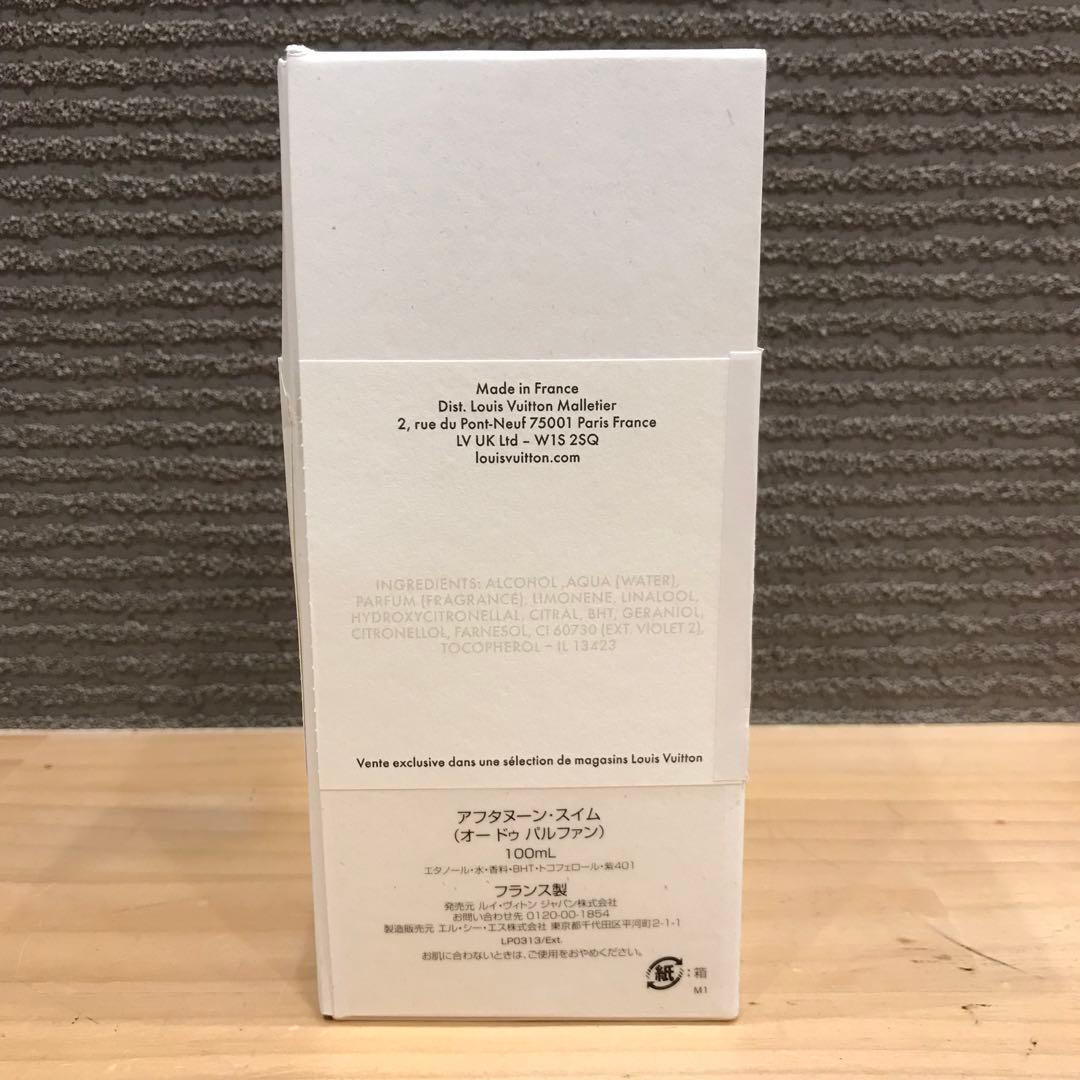 Made in France
Dist. Louis Vuitton Malletier
2, rue du Pont-Neuf 75001 Paris France
LV UK Ltd – W1S 2SQ
louisvuitton.com
INGREDIENTS: ALCOHOL ,AQUA (WATER),
PARFUM (FRAGRANCE), LIMONENE, LINALOOL,
HYDROXYCITRONELLAL, CITRAL, BHT, GERANIOL,
CITRONELLOL, FARNESOL, CI 60730 (EXT. VIOLET 2),
TOCOPHEROL – IL 13423
Vente exclusive dans une sélection de magasins Louis Vuitton
アフタヌーン・スイム
（オー ドゥ パルファン）
100mL
エタノール・水・香料・BHT・トコフェロール・紫401
フランス製
発売元 ルイ・ヴィトン ジャパン株式会社
お問い合わせ先 0120-00-1854
製造販売元 エル・シー・エス株式会社 東京都千代田区平河町2-1-1
LP0313/Ext.
お肌に合わないときは、ご使用をおやめください。
紙：箱
M1